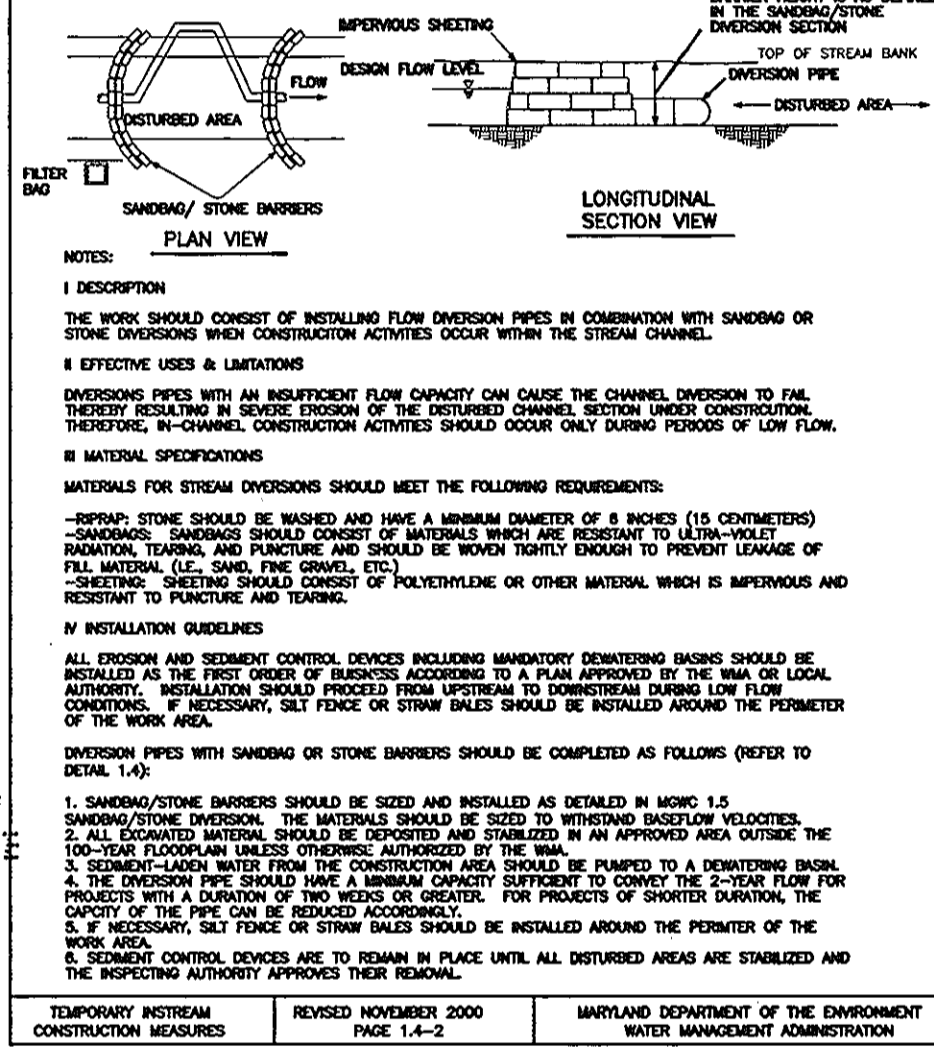 IN THE SANDBAG/STONE
DIVERSION SECTION
IMPERVIOUS SHEETING
TOP OF STREAM BANK
DESIGN FLOW LEVEL
DIVERSION PIPE
FLOW
DISTURBED AREA
DISTURBED AREA
FILTER
BAG
SANDBAG/ STONE BARRIERS
LONGITUDINAL
SECTION VIEW
PLAN VIEW
NOTES:
I DESCRIPTION
THE WORK SHOULD CONSIST OF INSTALLING FLOW DIVERSION PIPES IN COMBINATION WITH SANDBAG OR
STONE DIVERSIONS WHEN CONSTRUCITON ACTIVITIES OCCUR WITHIN THE STREAM CHANNEL.
II EFFECTIVE USES & LIMITATIONS
DIVERSIONS PIPES WITH AN INSUFFICIENT FLOW CAPACITY CAN CAUSE THE CHANNEL DIVERSION TO FAIL
THEREBY RESULTING IN SEVERE EROSION OF THE DISTURBED CHANNEL SECTION UNDER CONSTRCUTION.
THEREFORE, IN-CHANNEL CONSTRUCTION ACTIVITIES SHOULD OCCUR ONLY DURING PERIODS OF LOW FLOW.
III MATERIAL SPECIFICATIONS
MATERIALS FOR STREAM DIVERSIONS SHOULD MEET THE FOLLOWING REQUIREMENTS:
-RIPRAP: STONE SHOULD BE WASHED AND HAVE A MINIMUM DIAMETER OF 6 INCHES (15 CENTIMETERS)
-SANDBAGS: SANDBAGS SHOULD CONSIST OF MATERIALS WHICH ARE RESISTANT TO ULTRA-VIOLET
RADIATION, TEARING, AND PUNCTURE AND SHOULD BE WOVEN TIGHTLY ENOUGH TO PREVENT LEAKAGE OF
FILL MATERIAL (I.E., SAND, FINE GRAVEL, ETC.)
-SHEETING: SHEETING SHOULD CONSIST OF POLYETHYLENE OR OTHER MATERIAL WHICH IS IMPERVIOUS AND
RESISTANT TO PUNCTURE AND TEARING.
IV INSTALLATION GUIDELINES
ALL EROSION AND SEDIMENT CONTROL DEVICES INCLUDING MANDATORY DEWATERING BASINS SHOULD BE
INSTALLED AS THE FIRST ORDER OF BUISNESS ACCORDING TO A PLAN APPROVED BY THE WMA OR LOCAL
AUTHORITY. INSTALLATION SHOULD PROCEED FROM UPSTREAM TO DOWNSTREAM DURING LOW FLOW
CONDITIONS. IF NECESSARY, SILT FENCE OR STRAW BALES SHOULD BE INSTALLED AROUND THE PERIMETER
OF THE WORK AREA.
DIVERSION PIPES WITH SANDBAG OR STONE BARRIERS SHOULD BE COMPLETED AS FOLLOWS (REFER TO
DETAIL 1.4):
1. SANDBAG/STONE BARRIERS SHOULD BE SIZED AND INSTALLED AS DETAILED IN MGWC 1.5
SANDBAG/STONE DIVERSION. THE MATERIALS SHOULD BE SIZED TO WITHSTAND BASEFLOW VELOCITIES.
2. ALL EXCAVATED MATERIAL SHOULD BE DEPOSITED AND STABILIZED IN AN APPROVED AREA OUTSIDE THE
100-YEAR FLOODPLAIN UNLESS OTHERWISE AUTHORIZED BY THE WMA.
3. SEDIMENT-LADEN WATER FROM THE CONSTRUCTION AREA SHOULD BE PUMPED TO A DEWATERING BASIN.
4. THE DIVERSION PIPE SHOULD HAVE A MINIMUM CAPACITY SUFFICIENT TO CONVEY THE 2-YEAR FLOW FOR
PROJECTS WITH A DURATION OF TWO WEEKS OR GREATER. FOR PROJECTS OF SHORTER DURATION, THE
CAPCITY OF THE PIPE CAN BE REDUCED ACCORDINGLY.
5. IF NECESSARY, SILT FENCE OR STRAW BALES SHOULD BE INSTALLED AROUND THE PERIMTER OF THE
WORK AREA.
6. SEDIMENT CONTROL DEVICES ARE TO REMAIN IN PLACE UNTIL ALL DISTURBED AREAS ARE STABILIZED AND
THE INSPECTING AUTHORITY APPROVES THEIR REMOVAL.
TEMPORARY INSTREAM
CONSTRUCTION MEASURES
REVISED NOVEMBER 2000
PAGE 1.4-2
MARYLAND DEPARTMENT OF THE ENVIRONMENT
WATER MANAGEMENT ADMINISTRATION